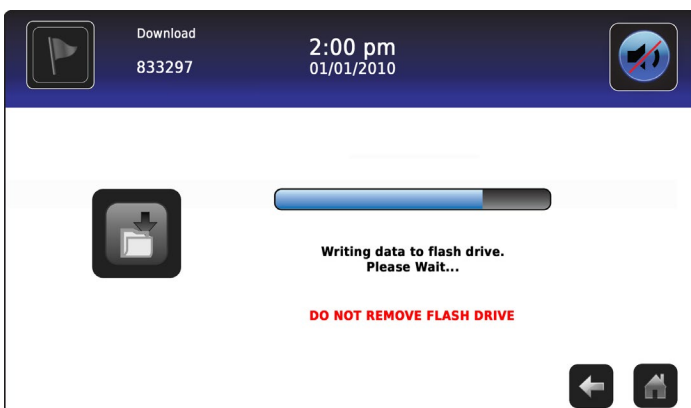 Download
833297
2:00 pm
01/01/2010
Writing data to flash drive.
Please Wait...
DO NOT REMOVE FLASH DRIVE